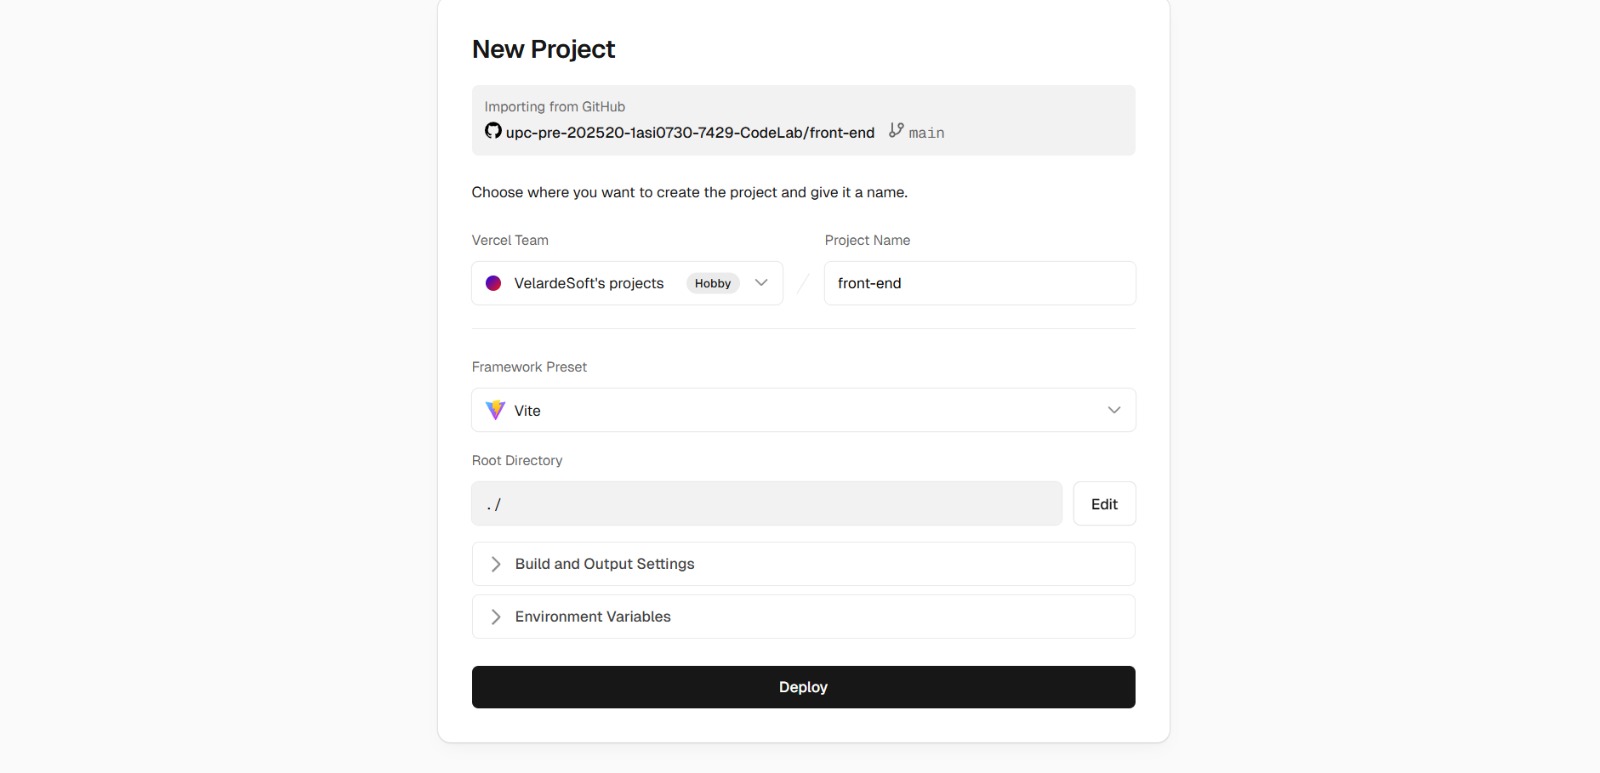 New Project
Importing from GitHub
upc-pre-202520-1asi0730-7429-CodeLab/front-end main
Choose where you want to create the project and give it a name.
Vercel Team
Project Name
VelardeSoft's projects Hobby
front-end
Framework Preset
Vite
Root Directory
./
Edit
Build and Output Settings
Environment Variables
Deploy